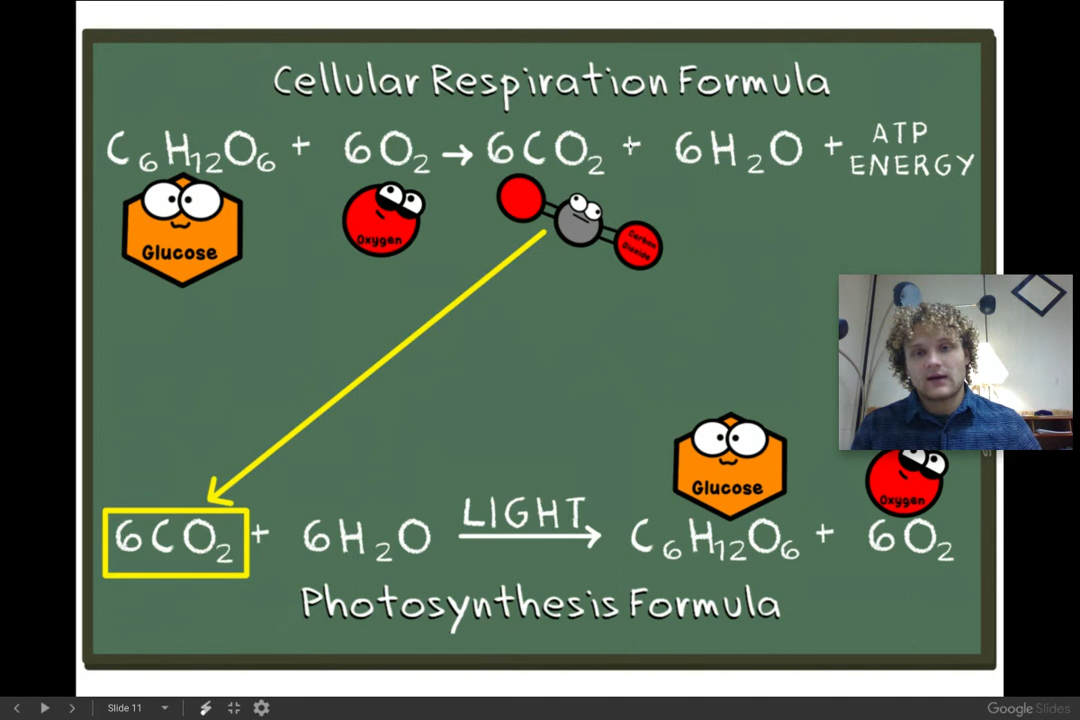 Cellular Respiration Formula
C6H12O6 + 6O2 → 6CO2 + 6H2O + ATP ENERGY
Glucose
Oxygen
Carbon
Dioxide
Glucose
Oxygen
6CO2 + 6H2O LIGHT → C6H12O6 + 6O2
Photosynthesis Formula
Slide 11
Google Slides